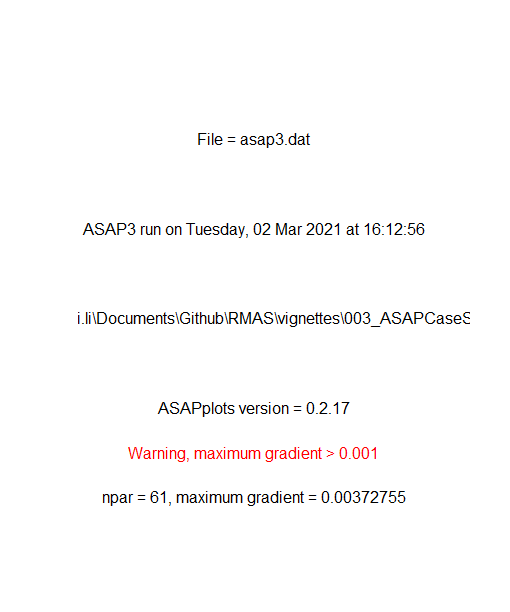 File = asap3.dat
ASAP3 run on Tuesday, 02 Mar 2021 at 16:12:56
i.li\Documents\Github\RMAS\vignettes\003_ASAPCaseS
ASAPplots version = 0.2.17
Warning, maximum gradient > 0.001
npar = 61, maximum gradient = 0.00372755